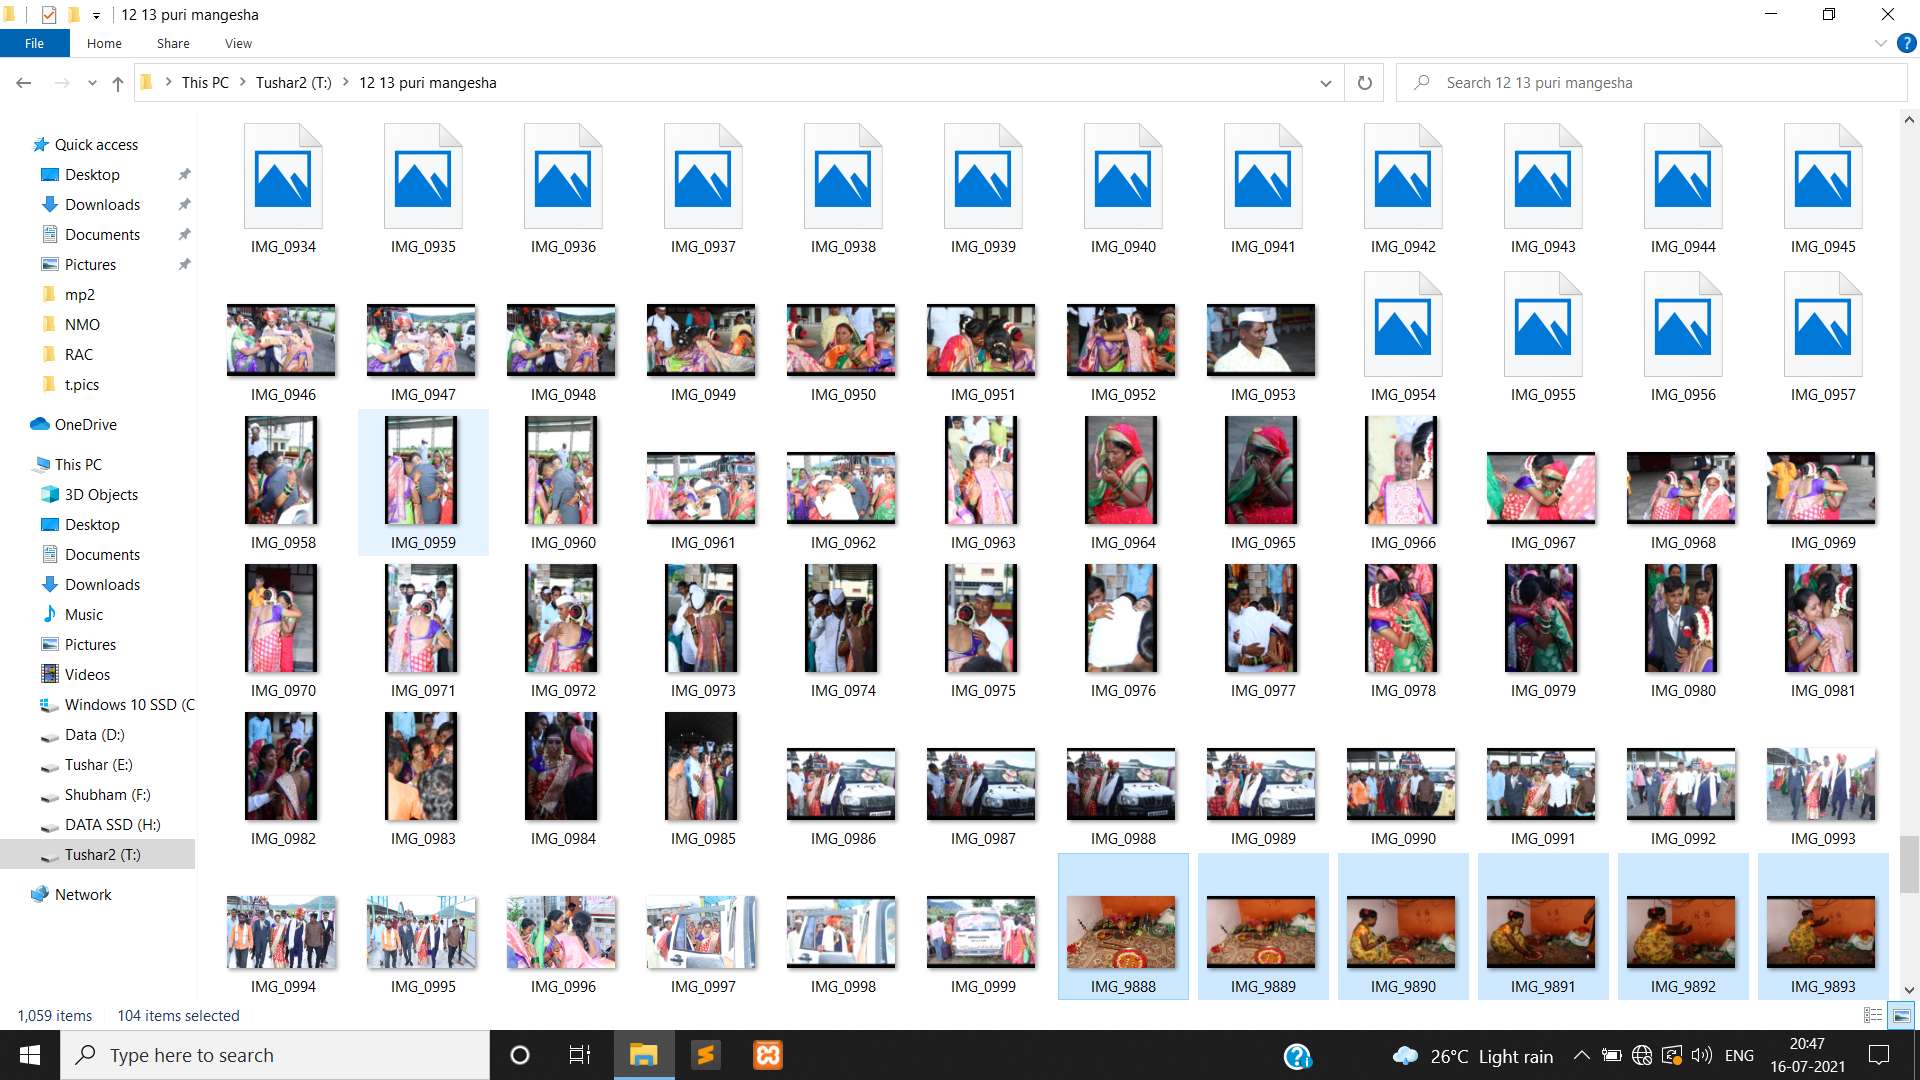 12 13 puri mangesha
File Home Share View
This PC Tushar2 (T:) 12 13 puri mangesha
Search 12 13 puri mangesha
Quick access
Desktop
Downloads
Documents
Pictures
mp2
NMO
RAC
t.pics
OneDrive
This PC
3D Objects
Desktop
Documents
Downloads
Music
Pictures
Videos
Windows 10 SSD (C
Data (D:)
Tushar (E:)
Shubham (F:)
DATA SSD (H:)
Tushar2 (T:)
Network
IMG_0934 IMG_0935 IMG_0936 IMG_0937 IMG_0938 IMG_0939 IMG_0940 IMG_0941 IMG_0942 IMG_0943 IMG_0944 IMG_0945
IMG_0946 IMG_0947 IMG_0948 IMG_0949 IMG_0950 IMG_0951 IMG_0952 IMG_0953 IMG_0954 IMG_0955 IMG_0956 IMG_0957
IMG_0958 IMG_0959 IMG_0960 IMG_0961 IMG_0962 IMG_0963 IMG_0964 IMG_0965 IMG_0966 IMG_0967 IMG_0968 IMG_0969
IMG_0970 IMG_0971 IMG_0972 IMG_0973 IMG_0974 IMG_0975 IMG_0976 IMG_0977 IMG_0978 IMG_0979 IMG_0980 IMG_0981
IMG_0982 IMG_0983 IMG_0984 IMG_0985 IMG_0986 IMG_0987 IMG_0988 IMG_0989 IMG_0990 IMG_0991 IMG_0992 IMG_0993
IMG_0994 IMG_0995 IMG_0996 IMG_0997 IMG_0998 IMG_0999 IMG_9888 IMG_9889 IMG_9890 IMG_9891 IMG_9892 IMG_9893
1,059 items 104 items selected
Type here to search
26°C Light rain
ENG
20:47
16-07-2021